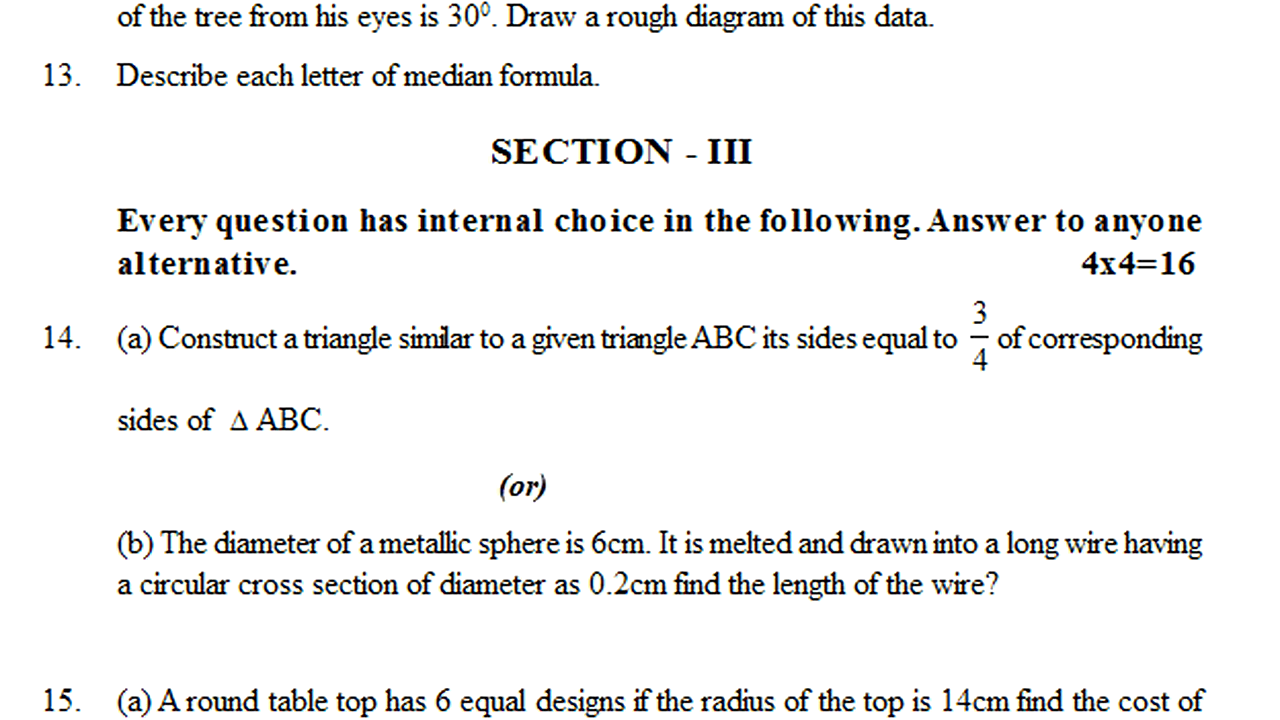 of the tree from his eyes is 30⁰. Draw a rough diagram of this data.
13. Describe each letter of median formula.
SECTION - III
Every question has internal choice in the following. Answer to anyone
alternative. 4x4=16
14. (a) Construct a triangle similar to a given triangle ABC its sides equal to 3/4 of corresponding
sides of Δ ABC.
(or)
(b) The diameter of a metallic sphere is 6cm. It is melted and drawn into a long wire having
a circular cross section of diameter as 0.2cm find the length of the wire?
15. (a) A round table top has 6 equal designs if the radius of the top is 14cm find the cost of